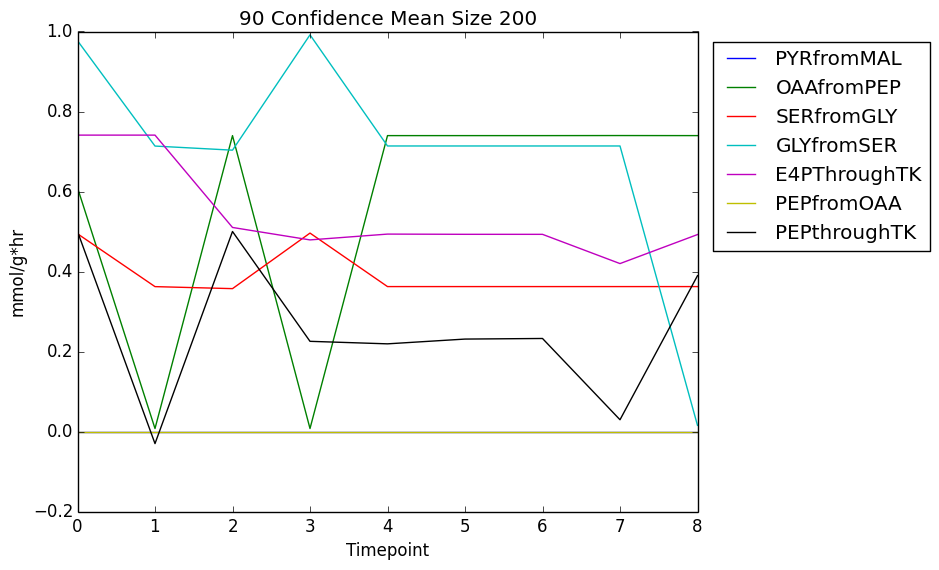 90 Confidence Mean Size 200
1.0
0.8
0.6
0.4
0.2
0.0
−0.2
mmol/g*hr
0 1 2 3 4 5 6 7 8
Timepoint
PYRfromMAL
OAAfromPEP
SERfromGLY
GLYfromSER
E4PThroughTK
PEPfromOAA
PEPthroughTK